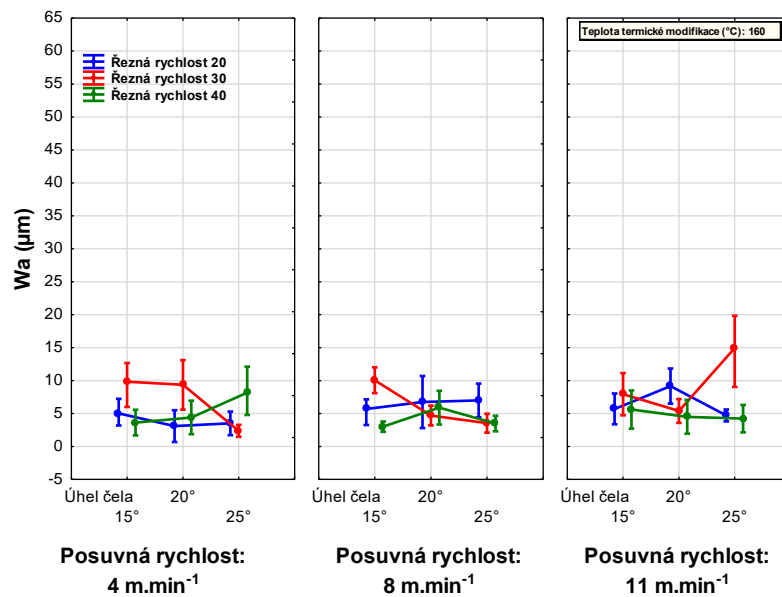 Teplota termické modifikace (°C): 160
Řezná rychlost 20
Řezná rychlost 30
Řezná rychlost 40
Wa (µm)
65
60
55
50
45
40
35
30
25
20
15
10
5
0
-5
Úhel čela 20°
15° 25°
Úhel čela 20°
15° 25°
Úhel čela 20°
15° 25°
Posuvná rychlost:
4 m.min⁻¹
Posuvná rychlost:
8 m.min⁻¹
Posuvná rychlost:
11 m.min⁻¹